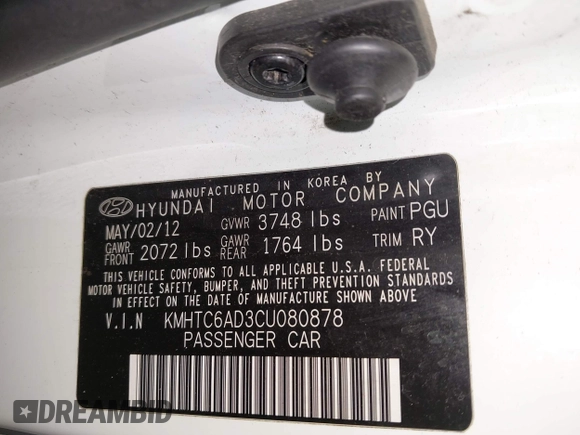 MANUFACTURED IN KOREA BY
HYUNDAI MOTOR COMPANY
MAY/02/12 GVWR 3748 lbs PAINT PGU
GAWR FRONT 2072 lbs GAWR REAR 1764 lbs TRIM RY
THIS VEHICLE CONFORMS TO ALL APPLICABLE U.S.A. FEDERAL
MOTOR VEHICLE SAFETY, BUMPER, AND THEFT PREVENTION STANDARDS
IN EFFECT ON THE DATE OF MANUFACTURE SHOWN ABOVE
V.I.N KMHTC6AD3CU080878
PASSENGER CAR
DREAMBID